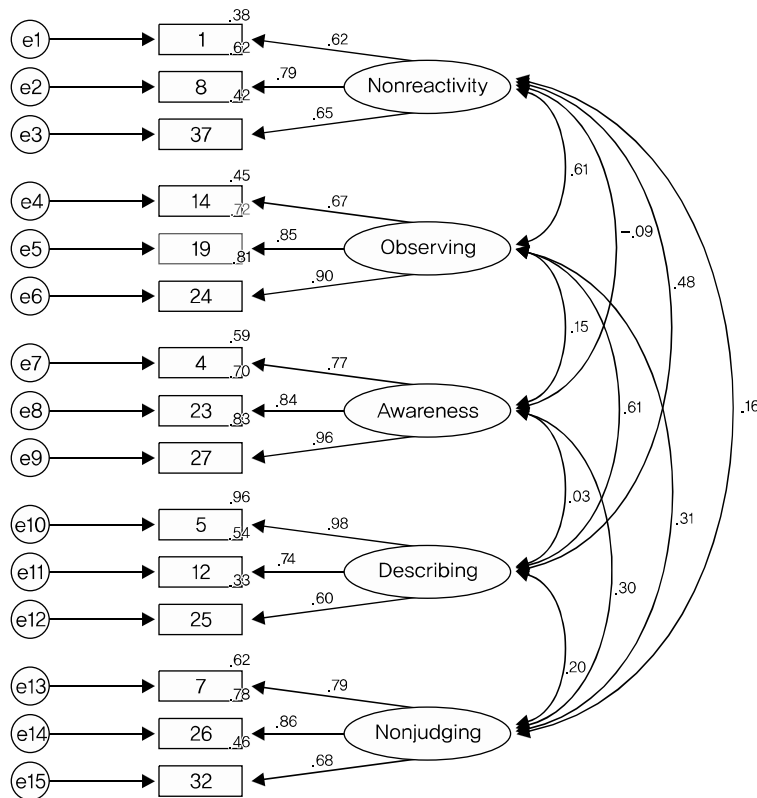 .38
e1 1 .62
.62
e2 8 .79 Nonreactivity
.42
e3 37 .65
.61
.45
e4 14 .67
.72
e5 19 .85 Observing −.09
.81
e6 24 .90 .48
.15
.59
e7 4 .77
.70
e8 23 .84 Awareness .61 .16
.83
e9 27 .96
.03
.96
e10 5 .98 .31
.54
e11 12 .74 Describing
.33 .30
e12 25 .60
.20
.62
e13 7 .79
.78
e14 26 .86 Nonjudging
.46
e15 32 .68